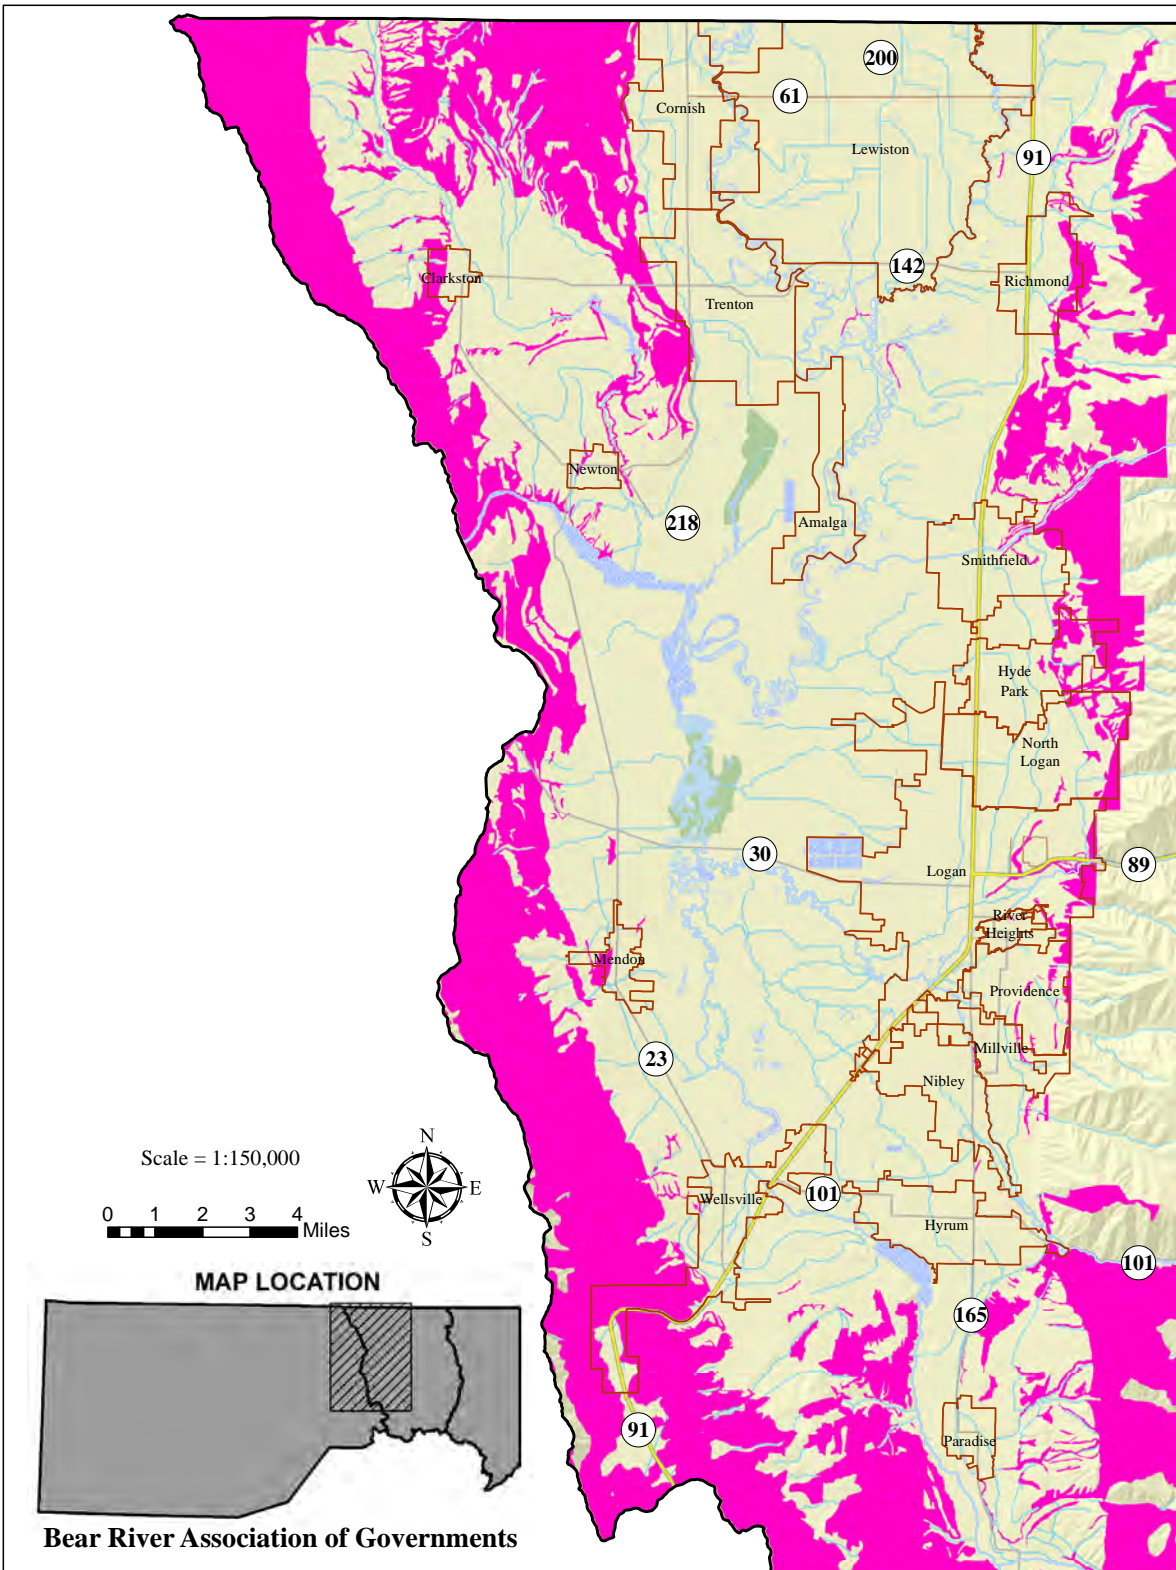 200
61
Cornish
Lewiston
91
142
Clarkston
Richmond
Trenton
Newton
218
Amalga
Smithfield
Hyde
Park
North
Logan
30
89
Logan
River
Heights
Mendon
Providence
23
Millville
Nibley
N
W
E
S
Scale = 1:150,000
0 1 2 3 4
Miles
Wellsville
101
Hyrum
101
MAP LOCATION
165
91
Paradise
Bear River Association of Governments